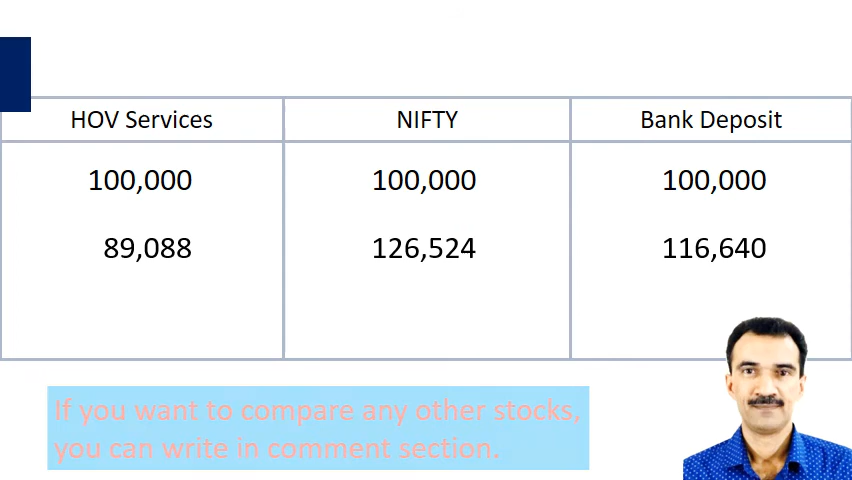 HOV Services NIFTY Bank Deposit
100,000 100,000 100,000
89,088 126,524 116,640
If you want to compare any other stocks,
you can write in comment section.